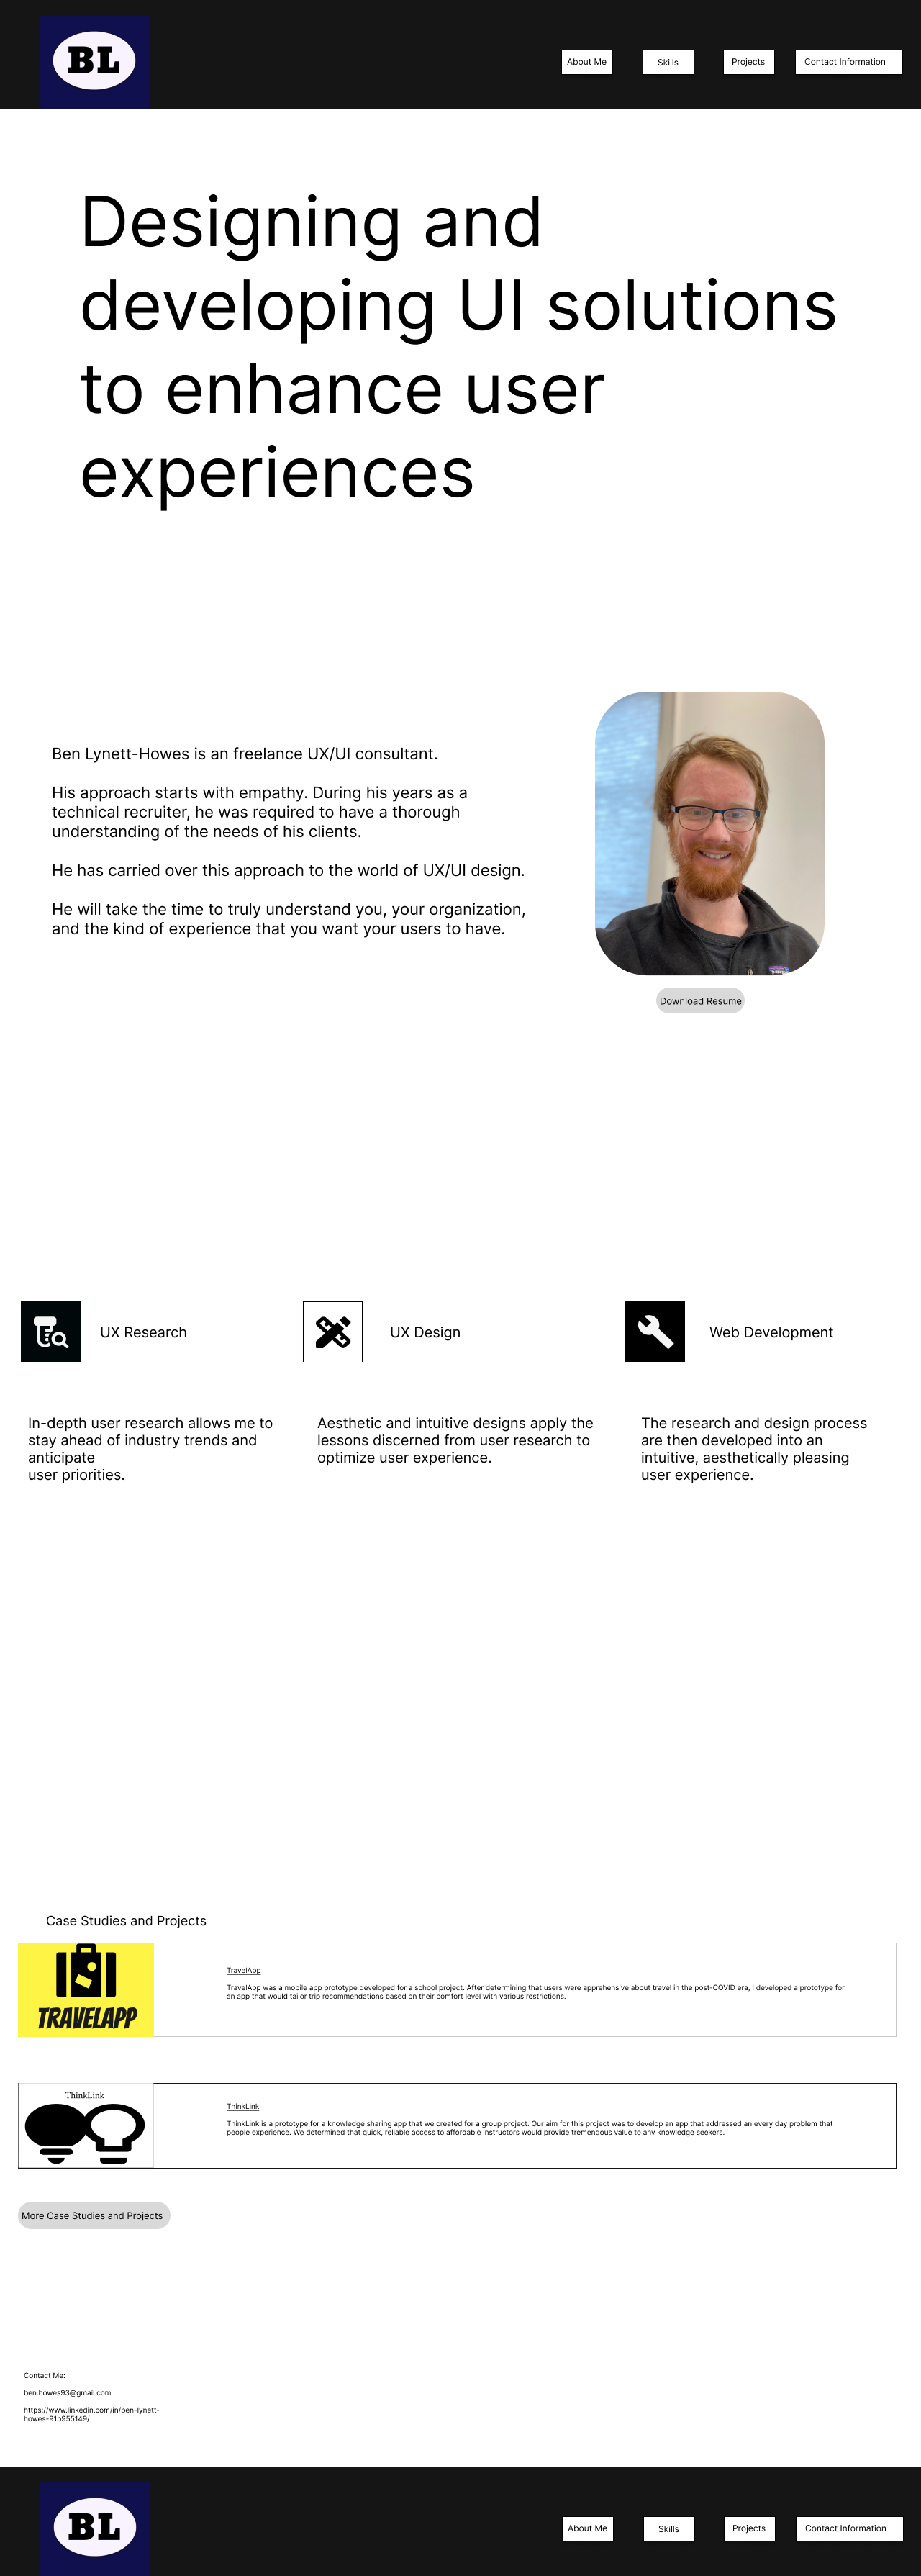 BL
About Me
Skills
Projects
Contact Information
Designing and
developing UI solutions
to enhance user
experiences
Ben Lynett-Howes is an freelance UX/UI consultant.
His approach starts with empathy. During his years as a
technical recruiter, he was required to have a thorough
understanding of the needs of his clients.
He has carried over this approach to the world of UX/UI design.
He will take the time to truly understand you, your organization,
and the kind of experience that you want your users to have.
Download Resume
UX Research
UX Design
Web Development
In-depth user research allows me to
stay ahead of industry trends and
anticipate
user priorities.
Aesthetic and intuitive designs apply the
lessons discerned from user research to
optimize user experience.
The research and design process
are then developed into an
intuitive, aesthetically pleasing
user experience.
Case Studies and Projects
TRAVELAPP
TravelApp
TravelApp was a mobile app prototype developed for a school project. After determining that users were apprehensive about travel in the post-COVID era, I developed a prototype for
an app that would tailor trip recommendations based on their comfort level with various restrictions.
ThinkLink
ThinkLink
ThinkLink is a prototype for a knowledge sharing app that we created for a group project. Our aim for this project was to develop an app that addressed an every day problem that
people experience. We determined that quick, reliable access to affordable instructors would provide tremendous value to any knowledge seekers.
More Case Studies and Projects
Contact Me:
ben.howes93@gmail.com
https://www.linkedin.com/in/ben-lynett-
howes-91b955149/
BL
About Me
Skills
Projects
Contact Information